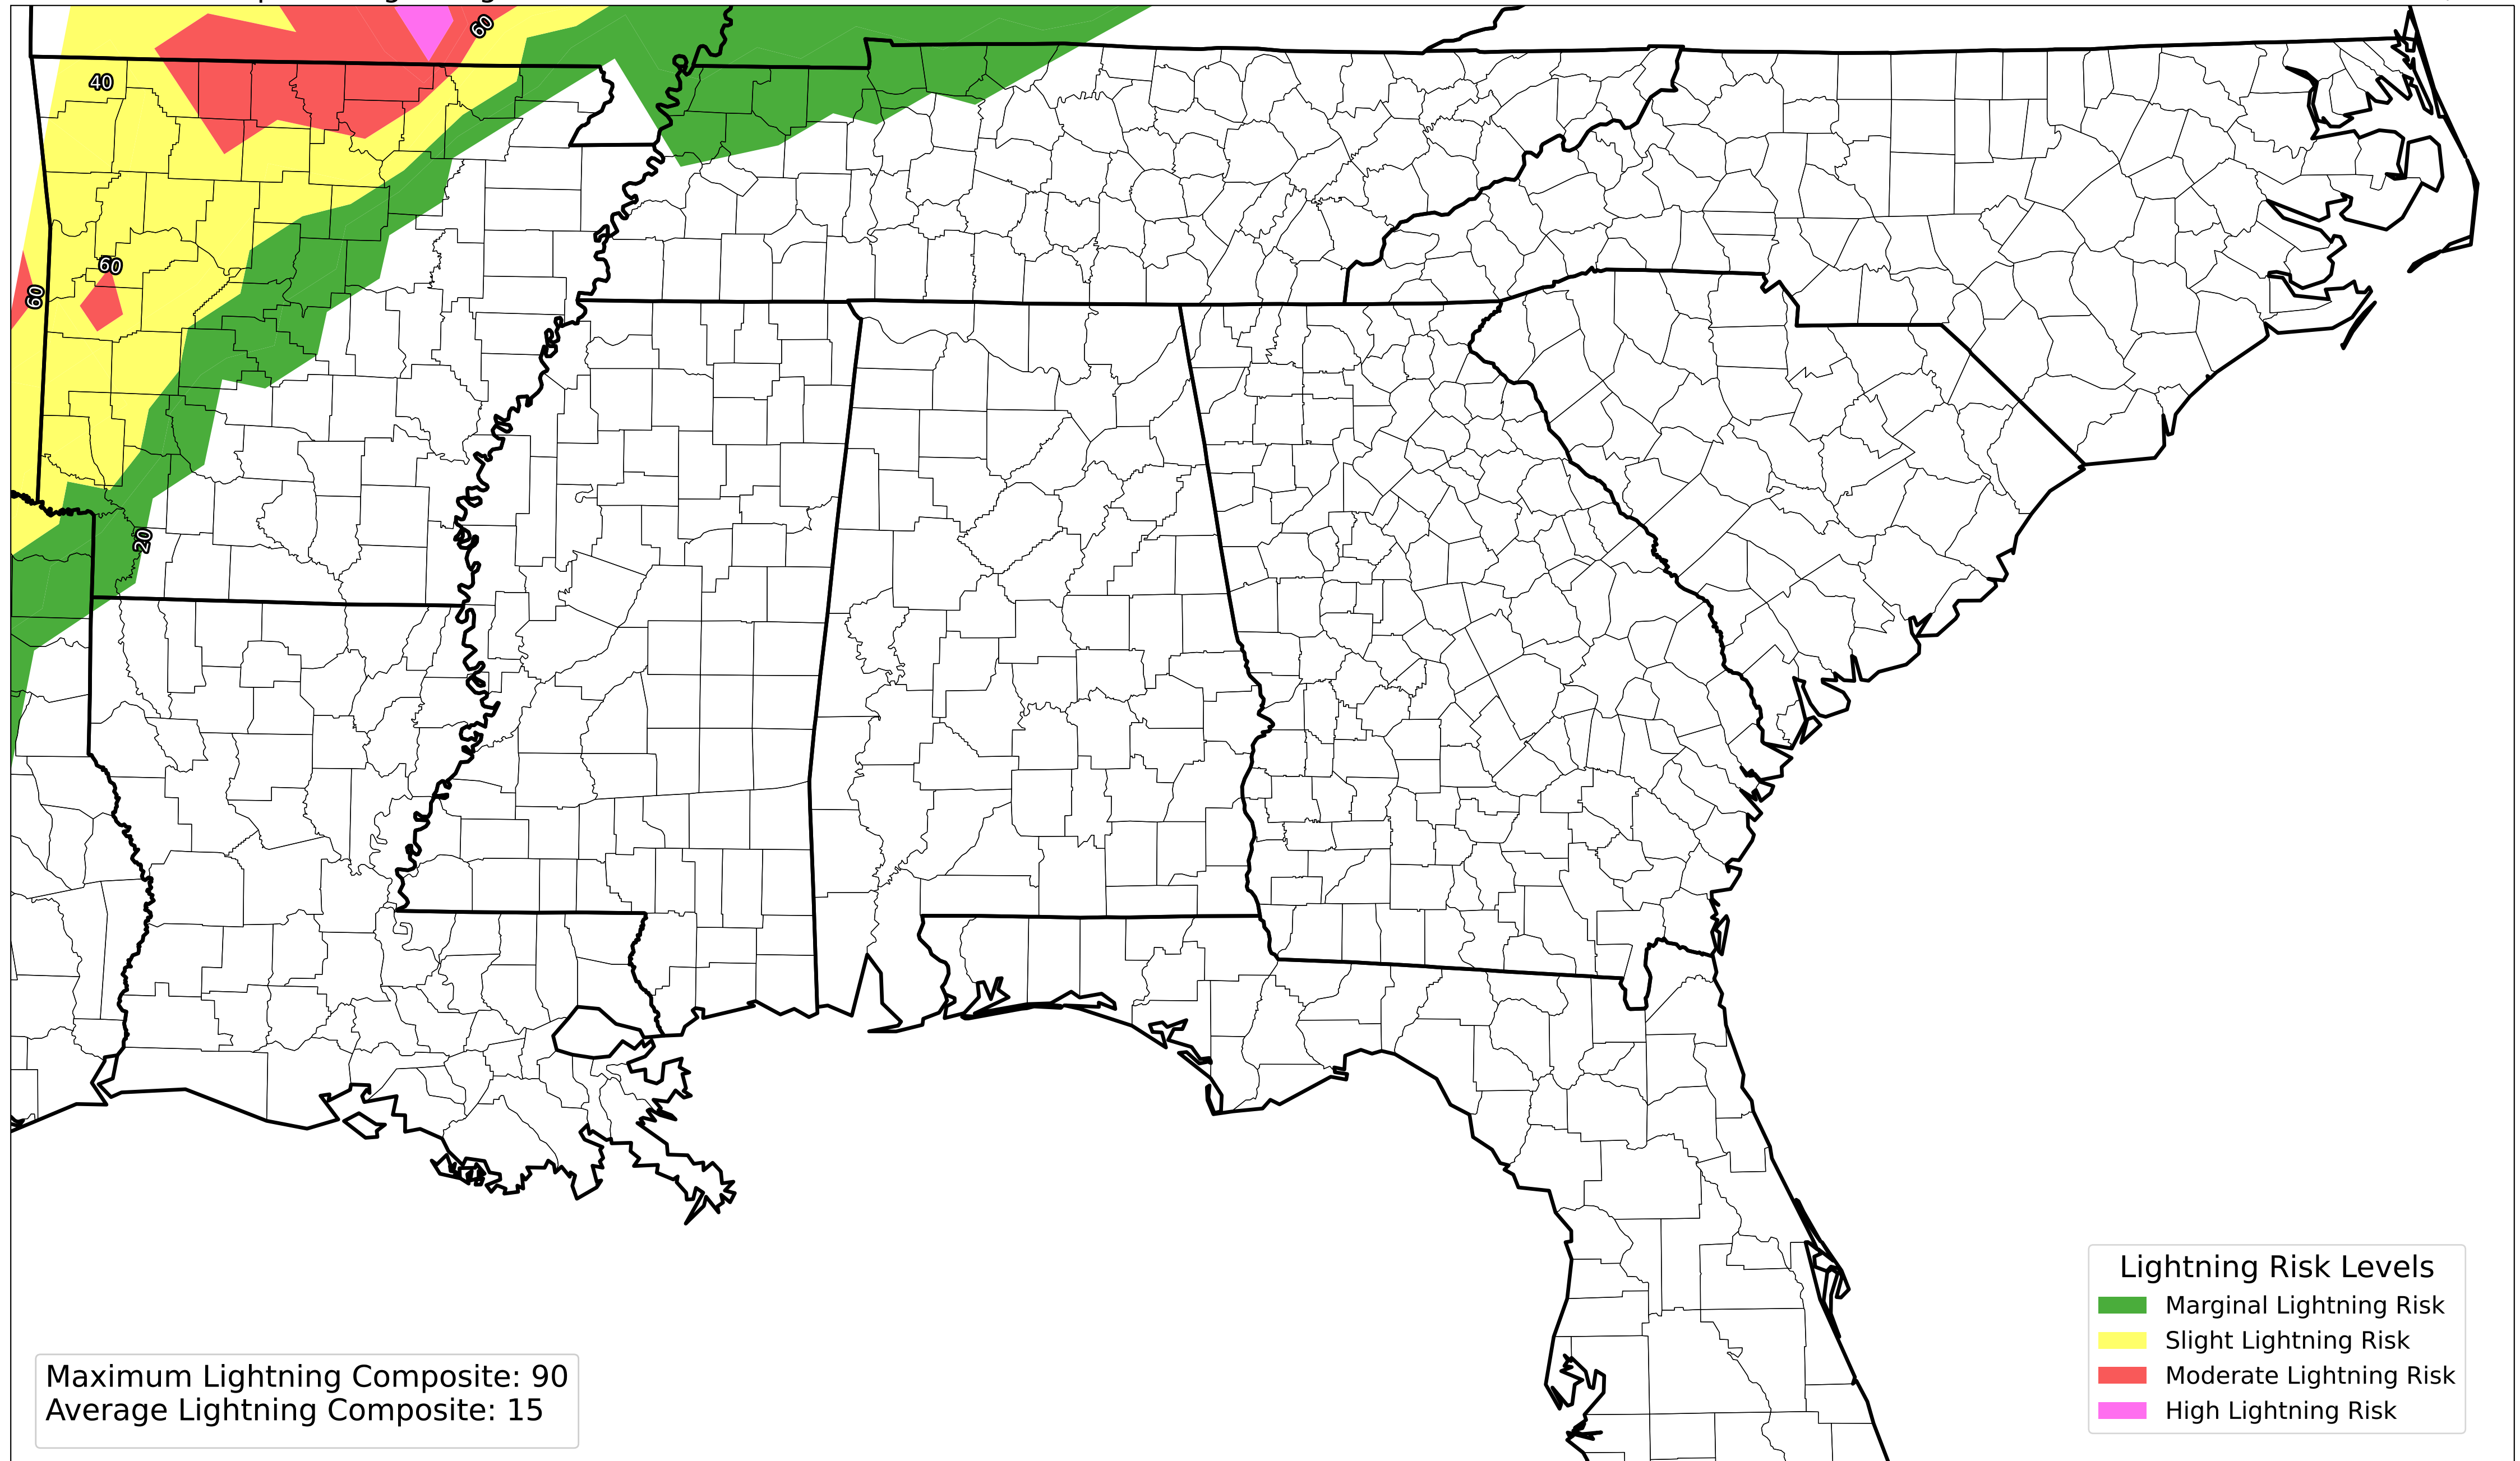 60
40
60
60
20
Lightning Risk Levels
Marginal Lightning Risk
Slight Lightning Risk
Moderate Lightning Risk
High Lightning Risk
Maximum Lightning Composite: 90
Average Lightning Composite: 15